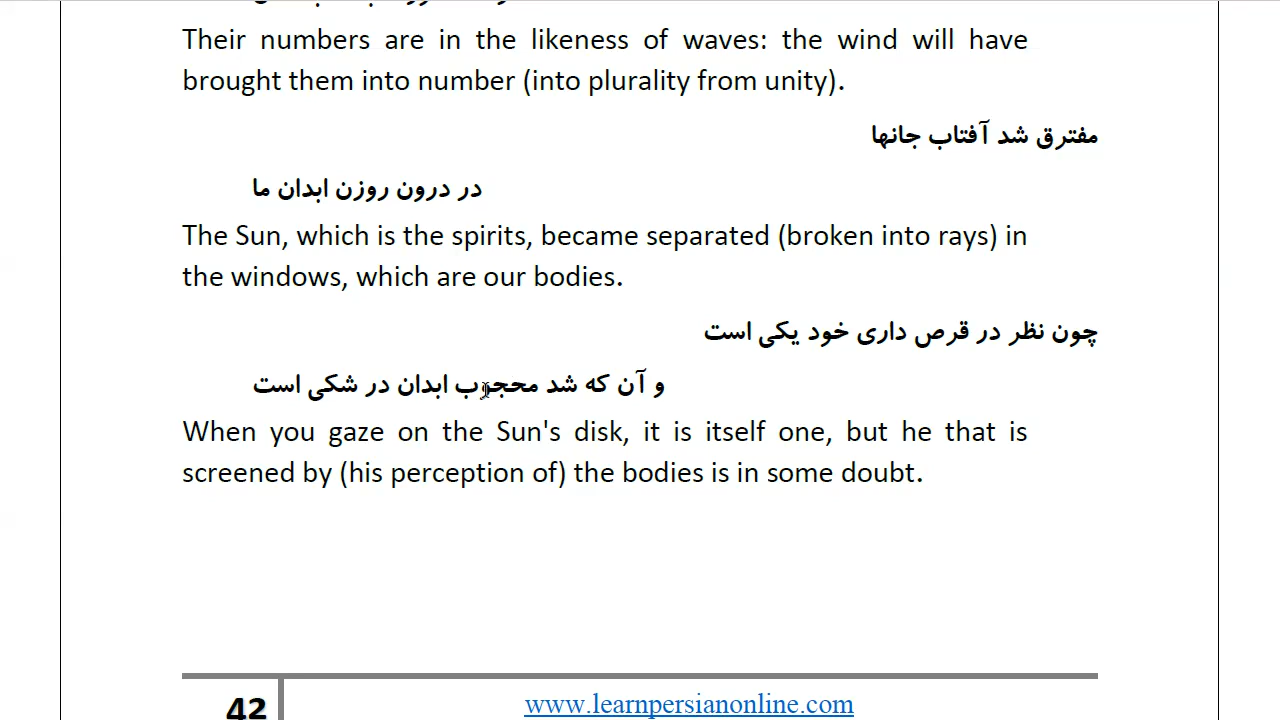 Their numbers are in the likeness of waves: the wind will have
brought them into number (into plurality from unity).
مفترق شد آفتاب جانها
در درون روزن ابدان ما
The Sun, which is the spirits, became separated (broken into rays) in
the windows, which are our bodies.
چون نظر در قرص داری خود یکی است
و آن که شد محجوب ابدان در شکی است
When you gaze on the Sun's disk, it is itself one, but he that is
screened by (his perception of) the bodies is in some doubt.
42
www.learnpersianonline.com